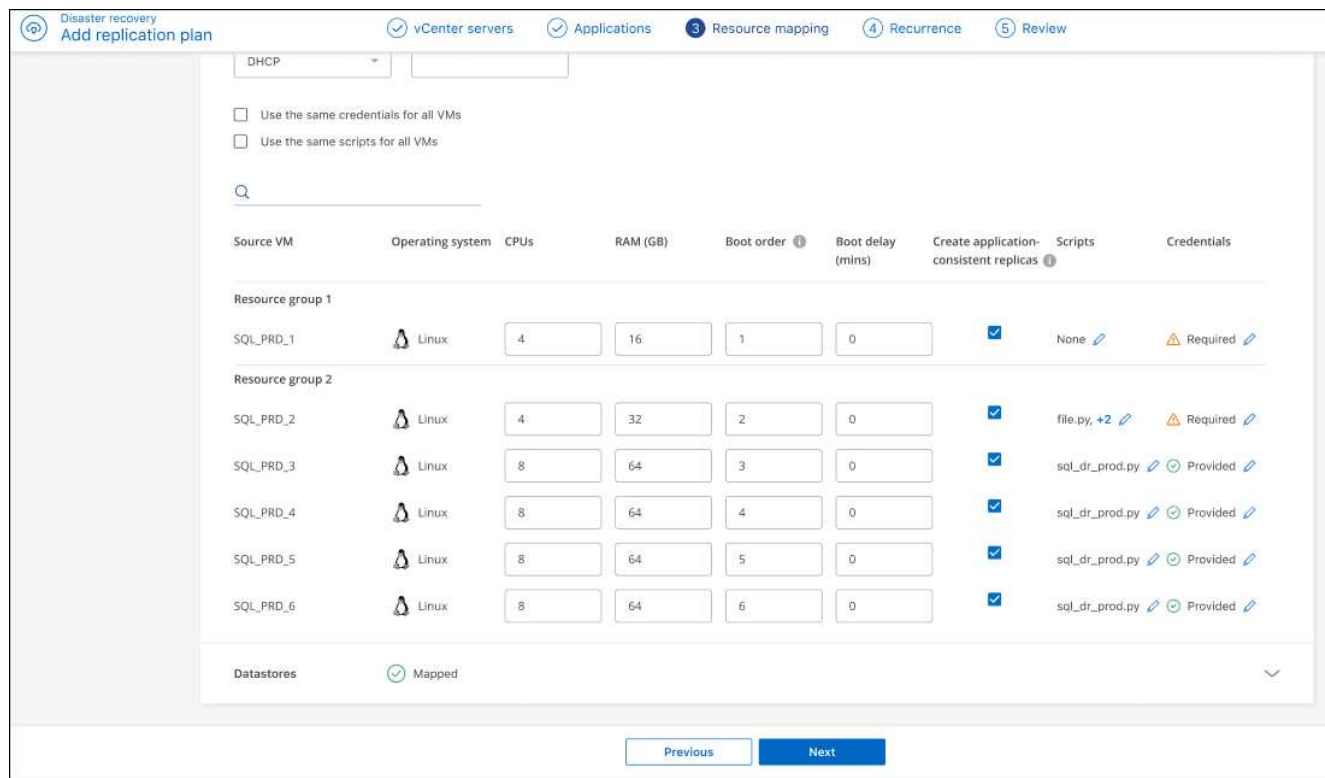 Disaster recovery
Add replication plan
vCenter servers
Applications
3 Resource mapping
4 Recurrence
5 Review
DHCP
Use the same credentials for all VMs
Use the same scripts for all VMs
Source VM Operating system CPUs RAM (GB) Boot order i Boot delay (mins) Create application-consistent replicas i Scripts Credentials
Resource group 1
SQL_PRD_1 Linux 4 16 1 0 None Required
Resource group 2
SQL_PRD_2 Linux 4 32 2 0 file.py, +2 Required
SQL_PRD_3 Linux 8 64 3 0 sql_dr_prod.py Provided
SQL_PRD_4 Linux 8 64 4 0 sql_dr_prod.py Provided
SQL_PRD_5 Linux 8 64 5 0 sql_dr_prod.py Provided
SQL_PRD_6 Linux 8 64 6 0 sql_dr_prod.py Provided
Datastores Mapped
Previous Next